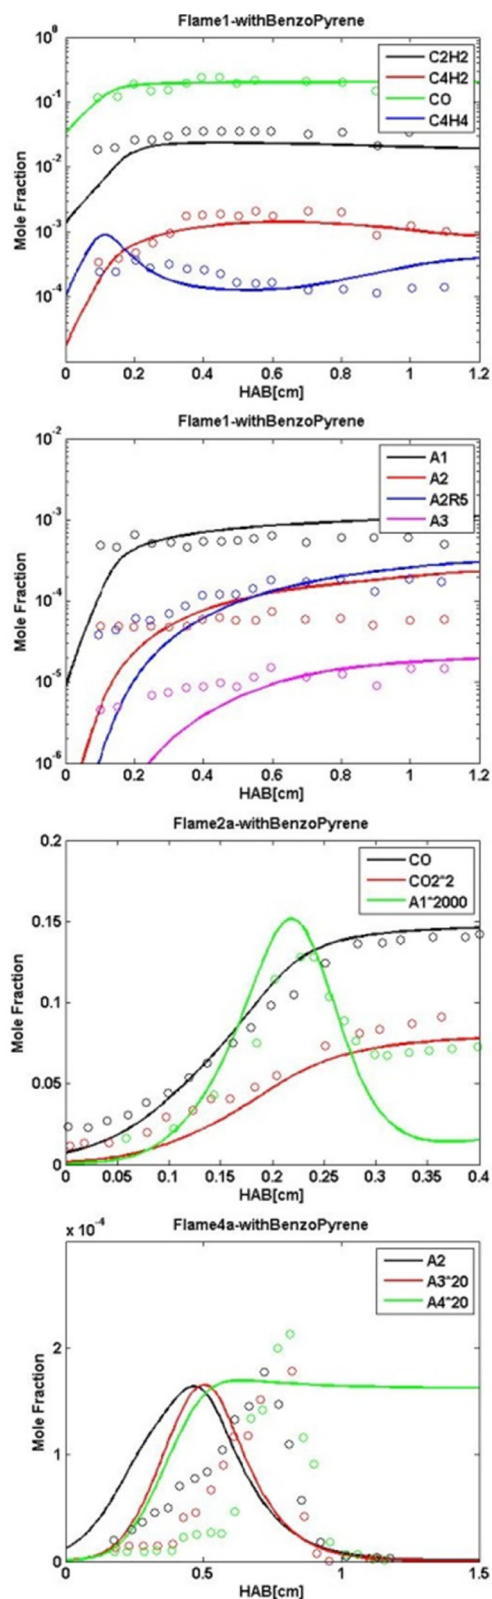 Flame1-withBenzoPyrene
10^0
10^-1
10^-2
10^-3
10^-4
Mole Fraction
C2H2
C4H2
CO
C4H4
0 0.2 0.4 0.6 0.8 1 1.2
HAB[cm]
Flame1-withBenzoPyrene
10^-2
10^-3
10^-4
10^-5
10^-6
Mole Fraction
A1
A2
A2R5
A3
0 0.2 0.4 0.6 0.8 1 1.2
HAB[cm]
Flame2a-withBenzoPyrene
0.2
0.15
0.1
0.05
0
Mole Fraction
CO
CO2*2
A1*2000
0 0.05 0.1 0.15 0.2 0.25 0.3 0.35 0.4
HAB[cm]
x 10^-4
Flame4a-withBenzoPyrene
2
1
0
Mole Fraction
A2
A3*20
A4*20
0 0.5 1 1.5
HAB[cm]